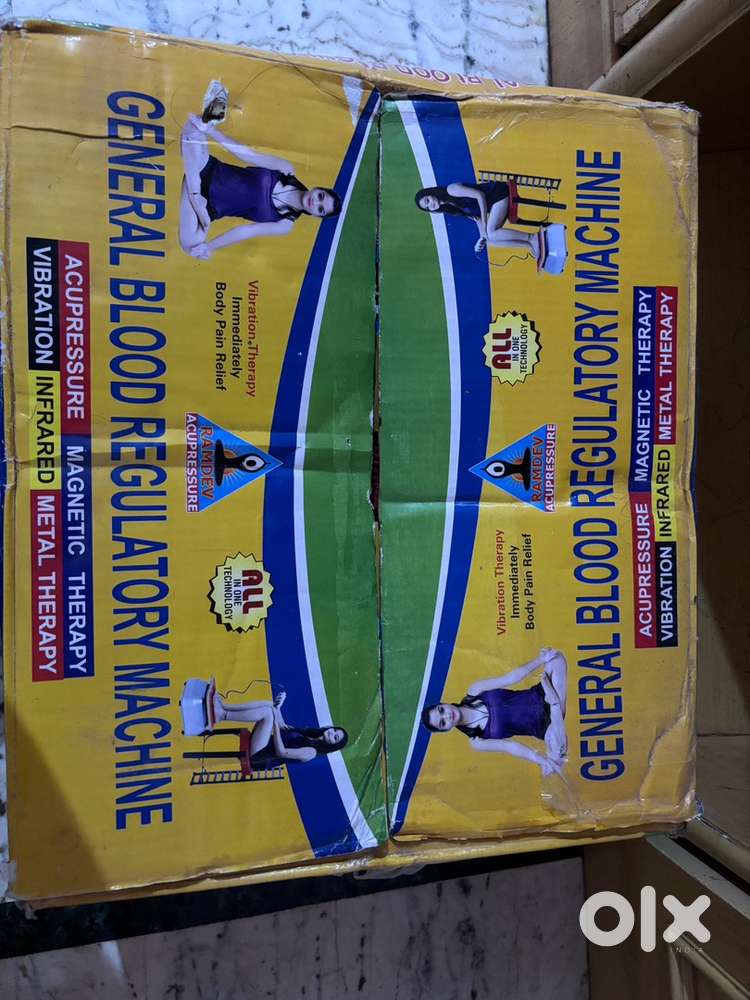 GENERAL BLOOD REGULATORY MACHINE
ACUPRESSURE MAGNETIC THERAPY
VIBRATION INFRARED METAL THERAPY
Vibration Therapy
Immediately
Body Pain Relief
RAMDEV
ACUPRESSURE
ALL
IN ONE
TECHNOLOGY
GENERAL BLOOD REGULATORY MACHINE
ACUPRESSURE MAGNETIC THERAPY
VIBRATION INFRARED METAL THERAPY
Vibration Therapy
Immediately
Body Pain Relief
RAMDEV
ACUPRESSURE
ALL
IN ONE
TECHNOLOGY
olx
INDIA